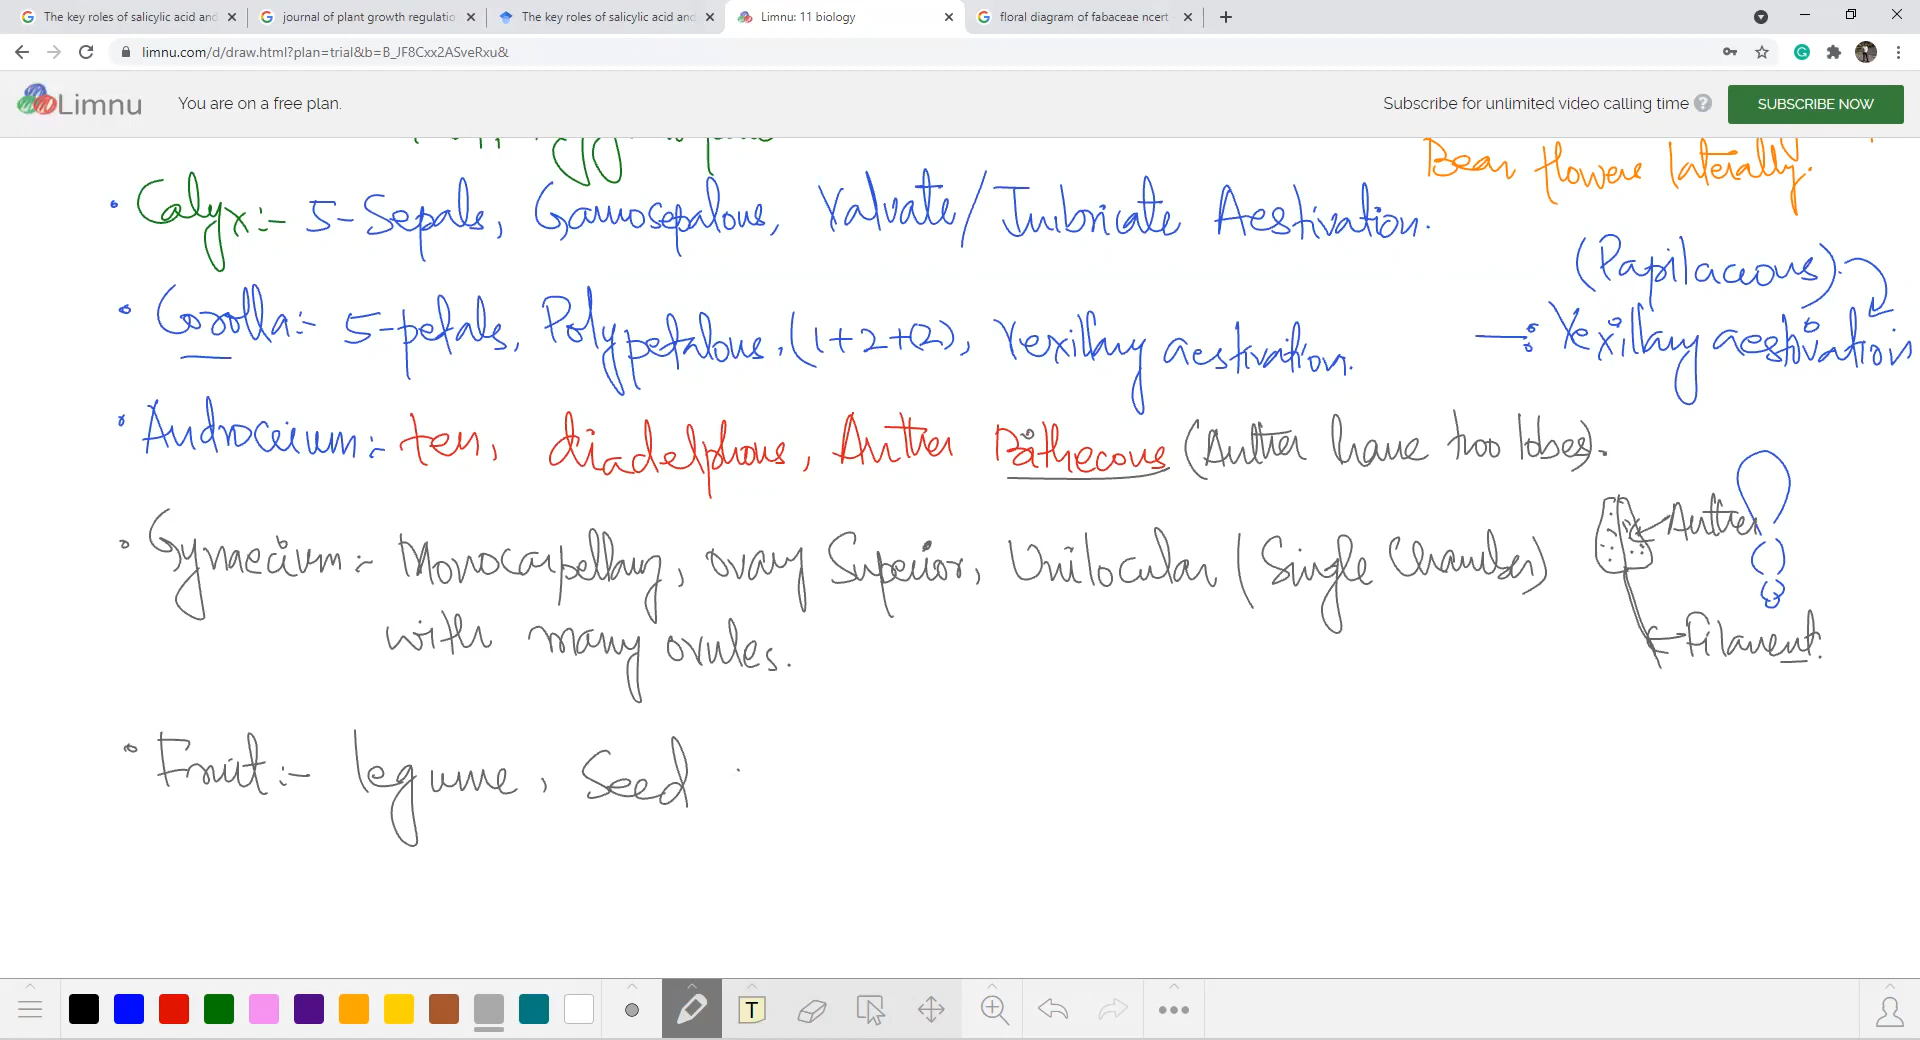 The key roles of salicylic acid and
journal of plant growth regulatio
The key roles of salicylic acid and
Limnu: 11 biology
floral diagram of fabaceae ncert
limnu.com/d/draw.html?plan=trial&b=B_JF8Cxx2ASveRxu&
Limnu
You are on a free plan.
Subscribe for unlimited video calling time ?
SUBSCRIBE NOW
Bear flowers laterally.
• Calyx:- 5-Sepals, Gamosepalous, Valvate/Imbricate Aestivation.
(Papilaceous).
• Corolla:- 5-petals, Polypetalous, (1+2+(2), Vexillary aestivation.
→: Vexillary aestivation
• Androceium:- ten, diadelphous, Anther Bithecous (Anther have two lobes).
• Gynaecium:- Monocarpellary, ovary Superior, Unilocular (Single Chamber)
with many ovules.
Anther
Filament.
• Fruit:- legume, Seed
T